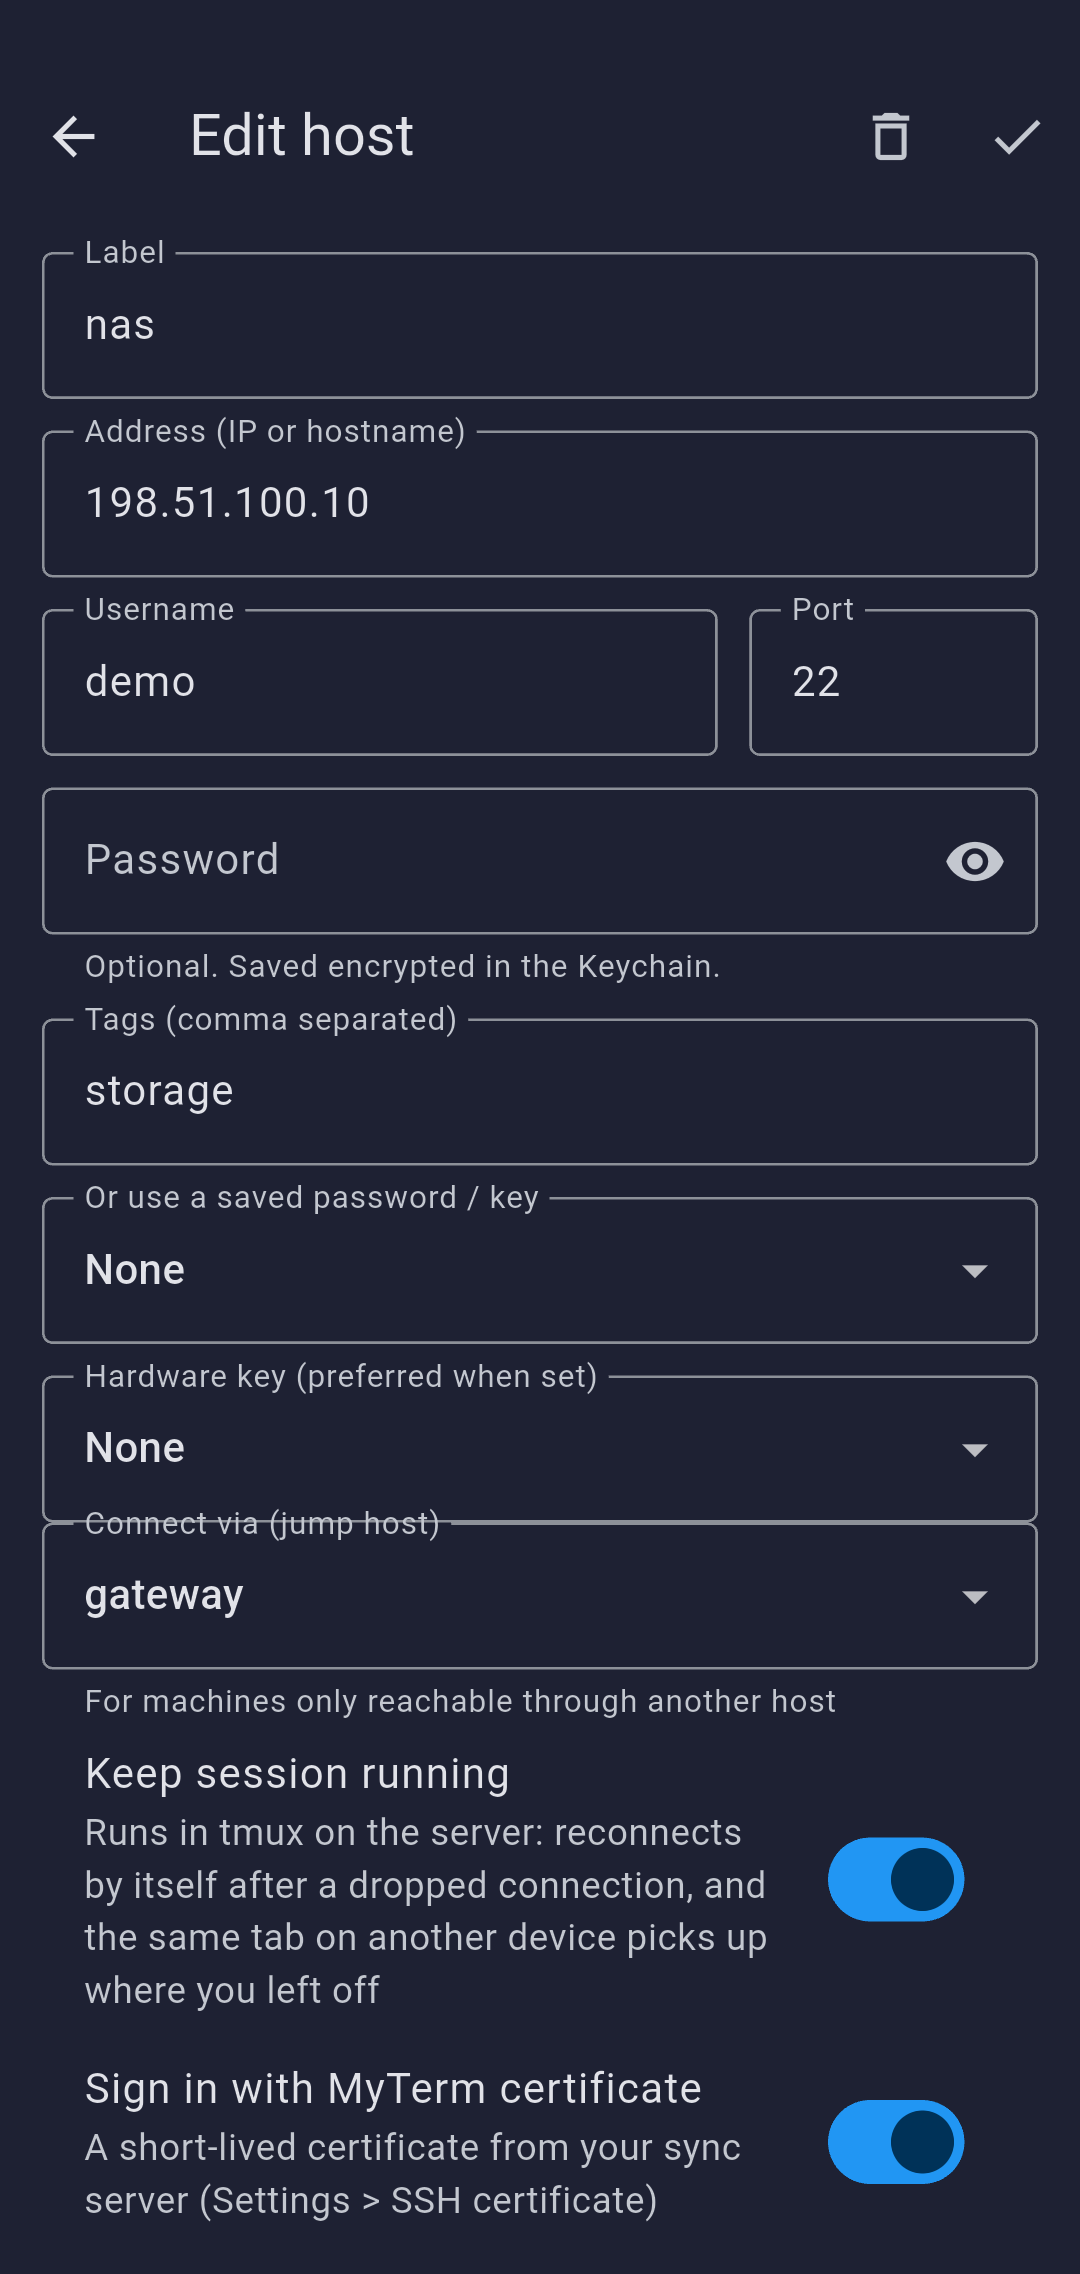 Edit host
Label
nas
Address (IP or hostname)
198.51.100.10
Username
Port
demo
22
Password
Optional. Saved encrypted in the Keychain.
Tags (comma separated)
storage
Or use a saved password / key
None
Hardware key (preferred when set)
None
Connect via (jump host)
gateway
For machines only reachable through another host
Keep session running
Runs in tmux on the server: reconnects
by itself after a dropped connection, and
the same tab on another device picks up
where you left off
Sign in with MyTerm certificate
A short-lived certificate from your sync
server (Settings > SSH certificate)